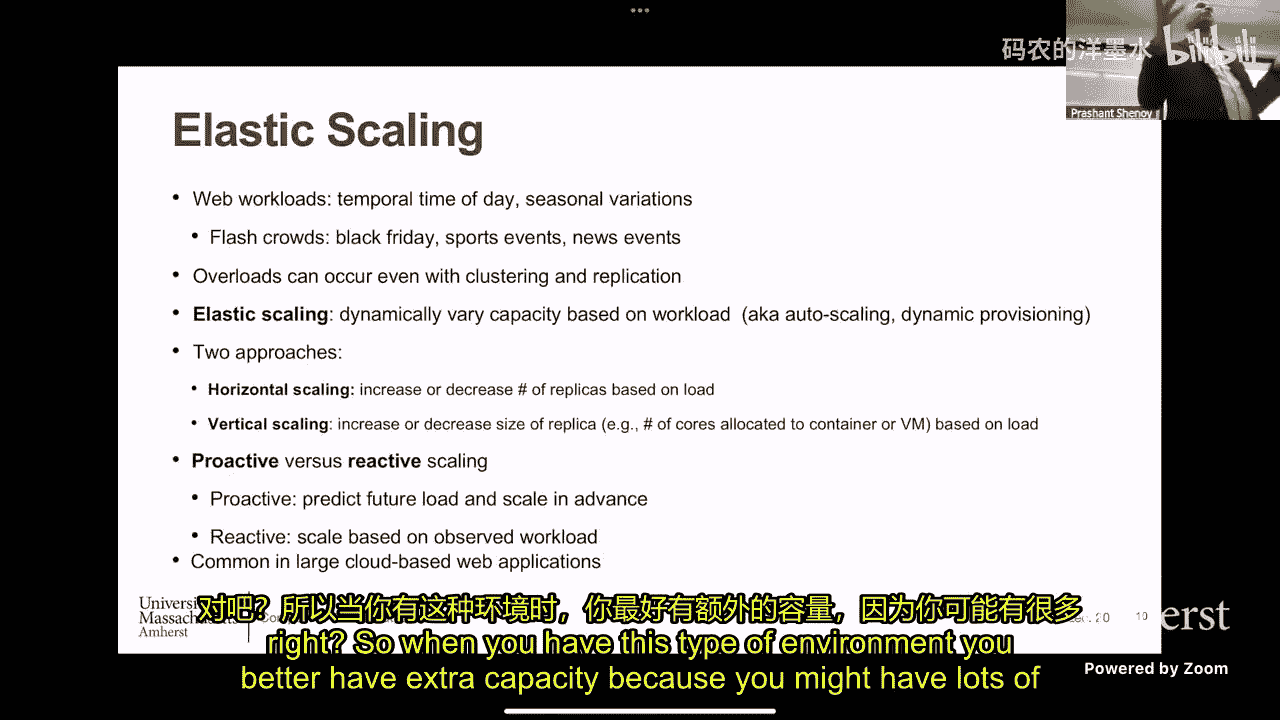 码农的洋墨水 bilibili
Prashant Shenoy
Elastic Scaling
• Web workloads: temporal time of day, seasonal variations
• Flash crowds: black friday, sports events, news events
• Overloads can occur even with clustering and replication
• Elastic scaling: dynamically vary capacity based on workload (aka auto-scaling, dynamic provisioning)
• Two approaches:
• Horizontal scaling: increase or decrease # of replicas based on load
• Vertical scaling: increase or decrease size of replica (e.g., # of cores allocated to container or VM) based on load
• Proactive versus reactive scaling
• Proactive: predict future load and scale in advance
• Reactive: scale based on observed workload
• Common in large cloud-based web applications
对吧？所以当你有这种环境时，你最好有额外的容量，因为你可能有很多
right? So when you have this type of environment you
better have extra capacity because you might have lots of
Amherst
20
10
erst
Powered by Zoom